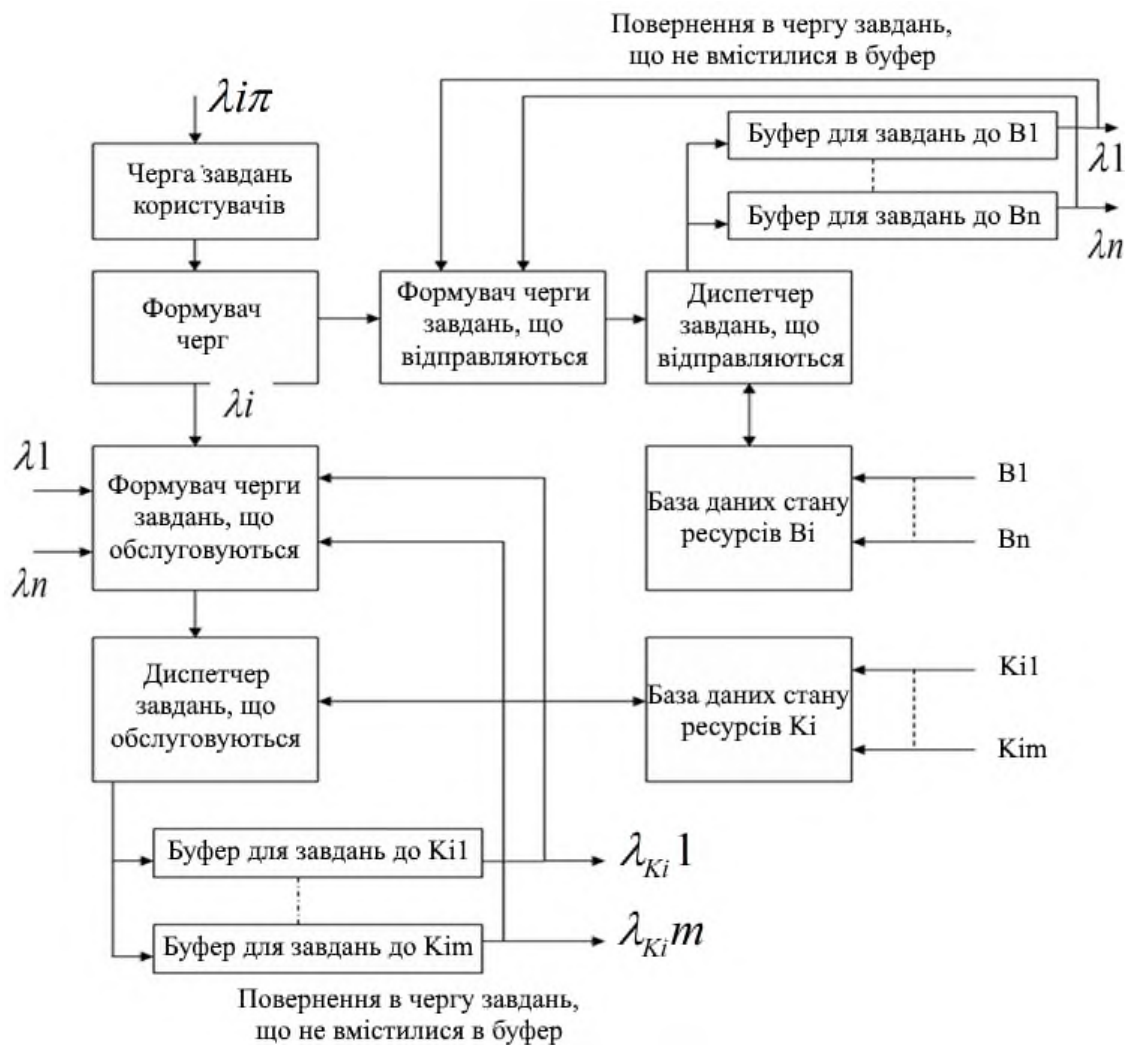 Повернення в чергу завдань,
що не вмістилися в буфер
λiπ
Черга завдань
користувачів
Буфер для завдань до B1
λ1
Буфер для завдань до Bn
λn
Формувач
черг
Формувач черги
завдань, що
відправляються
Диспетчер
завдань, що
відправляються
λi
λ1
λn
Формувач черги
завдань, що
обслуговуються
База даних стану
ресурсів Bi
B1
Bn
Диспетчер
завдань, що
обслуговуються
База даних стану
ресурсів Ki
Ki1
Kim
Буфер для завдань до Ki1
λKi1
Буфер для завдань до Kim
λKim
Повернення в чергу завдань,
що не вмістилися в буфер